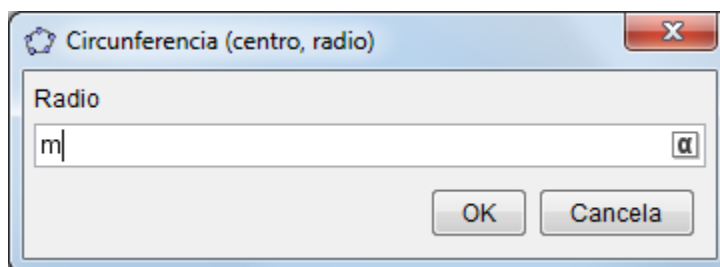 Circunferencia (centro, radio)
Radio
m
α
OK
Cancela